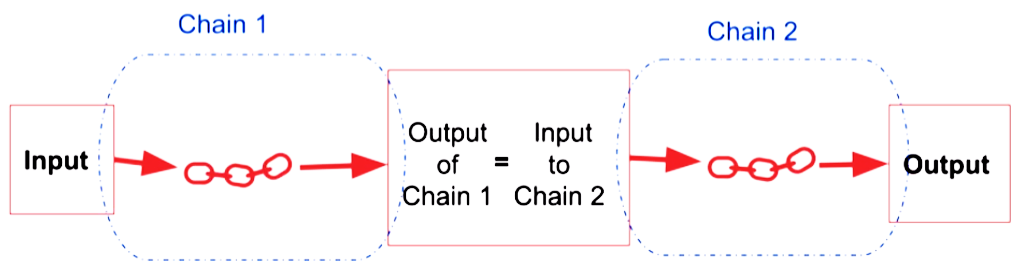 Chain 1
Chain 2
Input
Output Input
of = to
Chain 1 Chain 2
Output